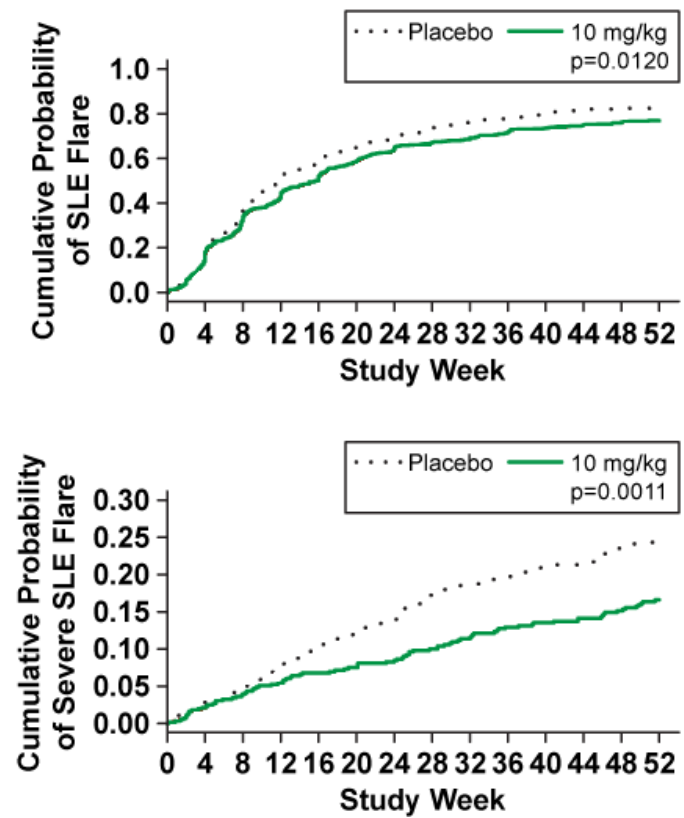 Placebo 10 mg/kg
p=0.0120
Cumulative Probability
of SLE Flare
1.0
0.8
0.6
0.4
0.2
0.0
0 4 8 12 16 20 24 28 32 36 40 44 48 52
Study Week
Placebo 10 mg/kg
p=0.0011
Cumulative Probability
of Severe SLE Flare
0.30
0.25
0.20
0.15
0.10
0.05
0.00
0 4 8 12 16 20 24 28 32 36 40 44 48 52
Study Week